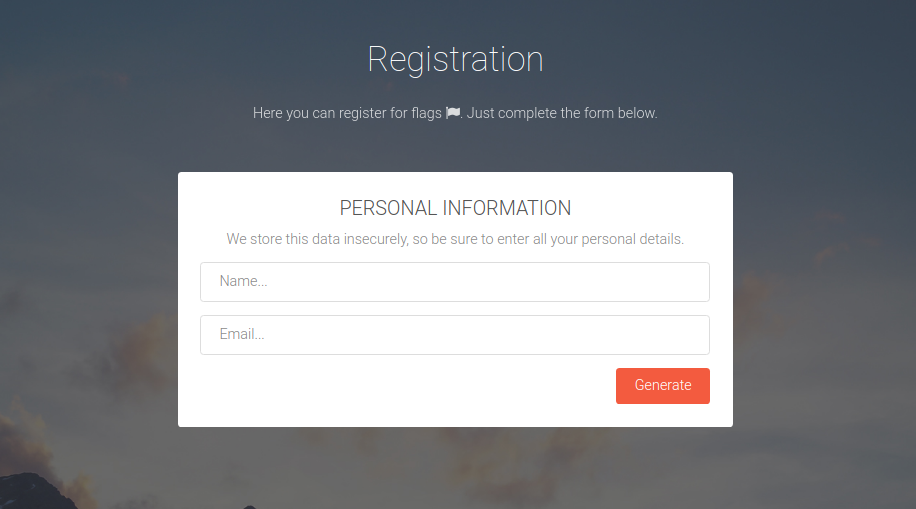 Registration
Here you can register for flags . Just complete the form below.
PERSONAL INFORMATION
We store this data insecurely, so be sure to enter all your personal details.
Name...
Email...
Generate